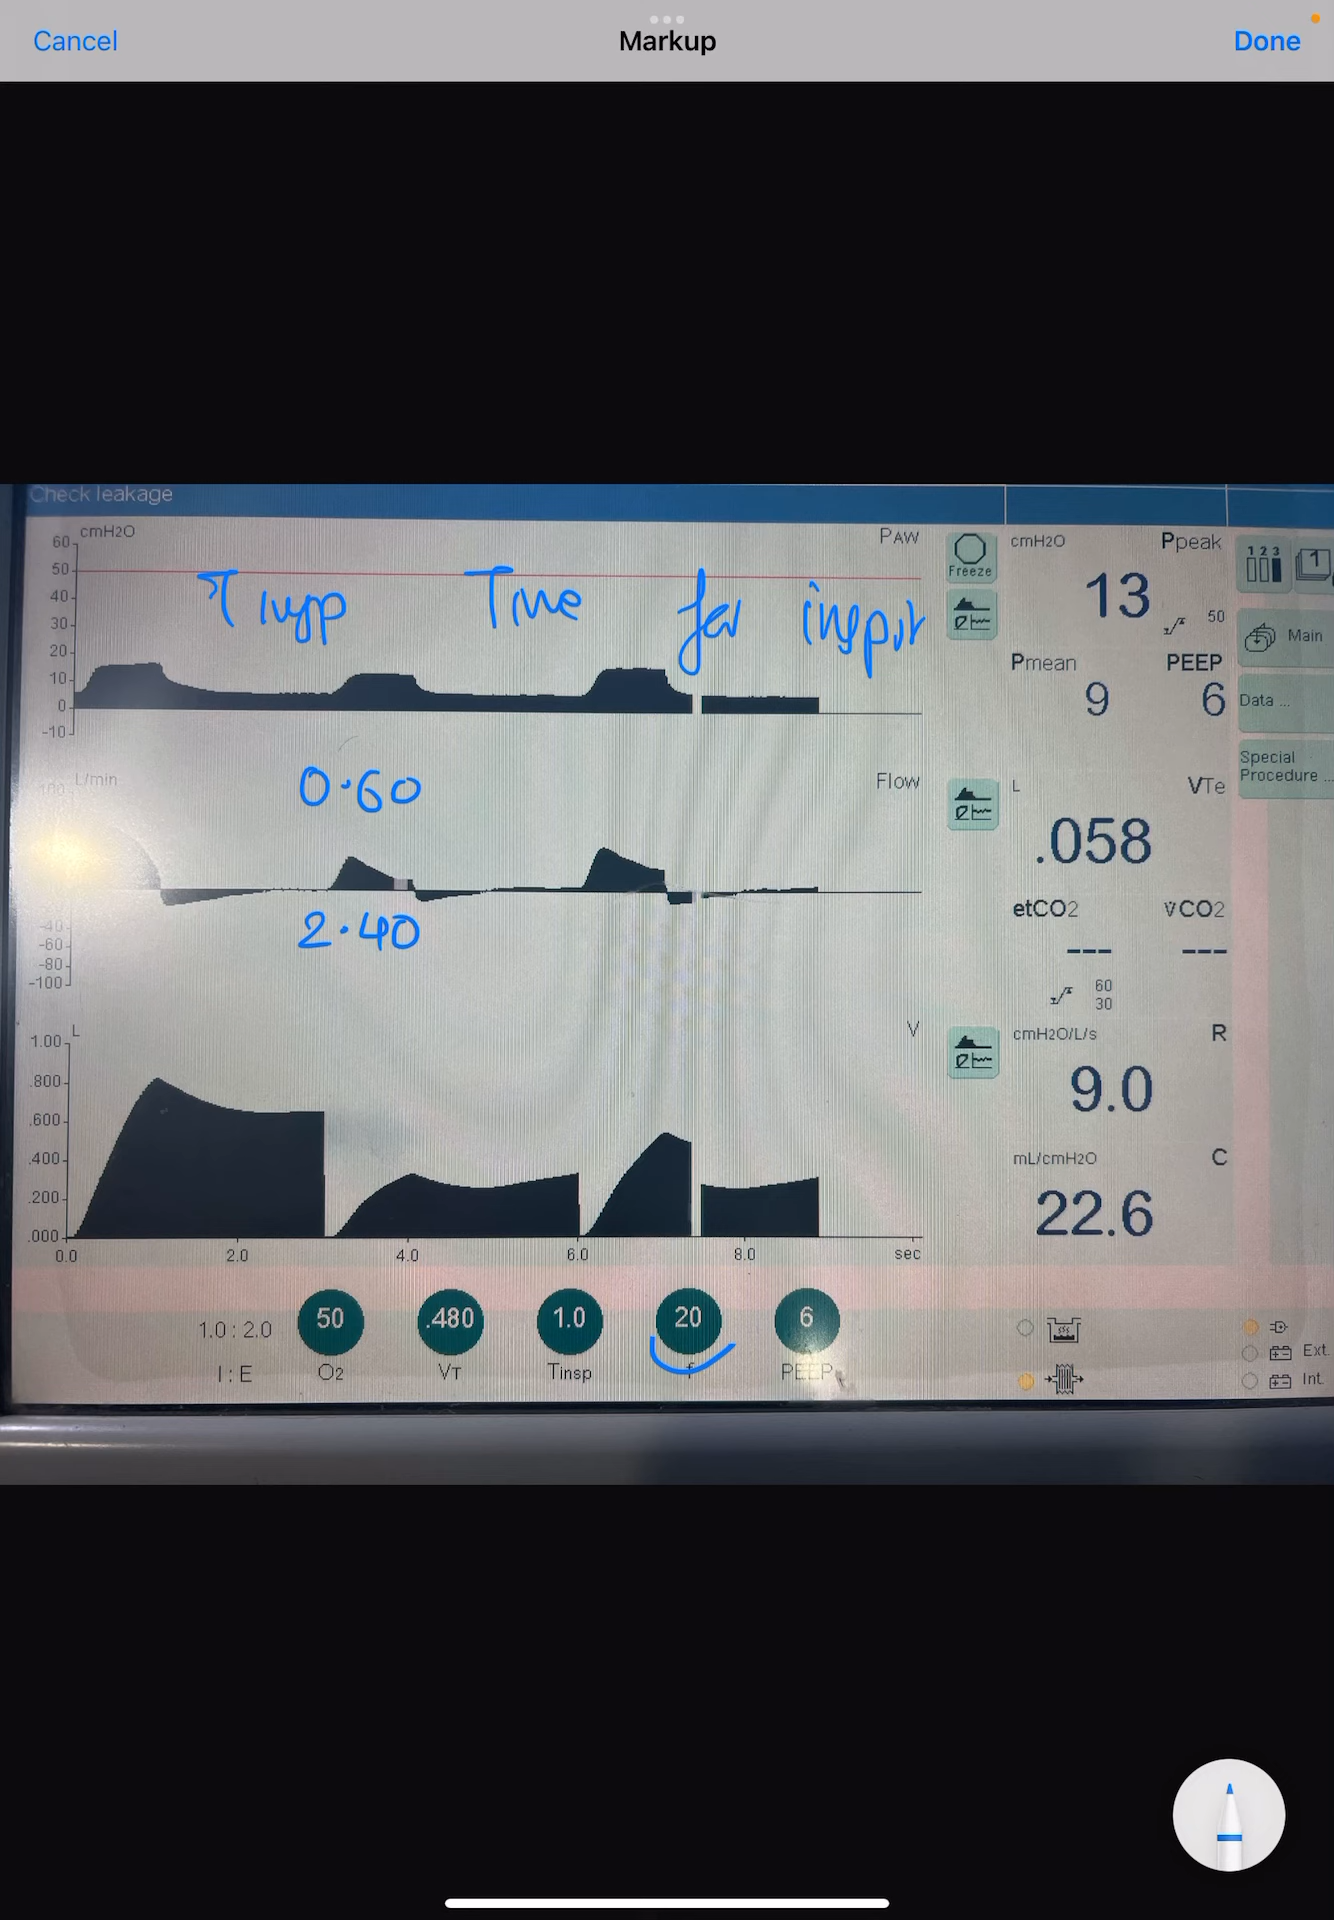 Cancel
Markup
Done
Check leakage
cmH2O
PAW
60
50
40
30
20
10
0
-10
Time for
Freeze
cmH2O
Ppeak
13
50
Pmean
PEEP
9
6
1 2 3
1
Main
Data ...
Special
Procedure ...
L/min
Flow
0.60
2.40
-40
-60
-80
-100
L
VTe
.058
etCO2
V̇CO2
---
---
60
30
L
V
1.00
.800
.600
.400
.200
.000
0.0
2.0
4.0
6.0
8.0
sec
cmH2O/L/s
R
9.0
mL/cmH2O
C
22.6
1.0 : 2.0
50
.480
1.0
20
6
I : E
O2
VT
Tinsp
f
PEEP
Ext.
Int.